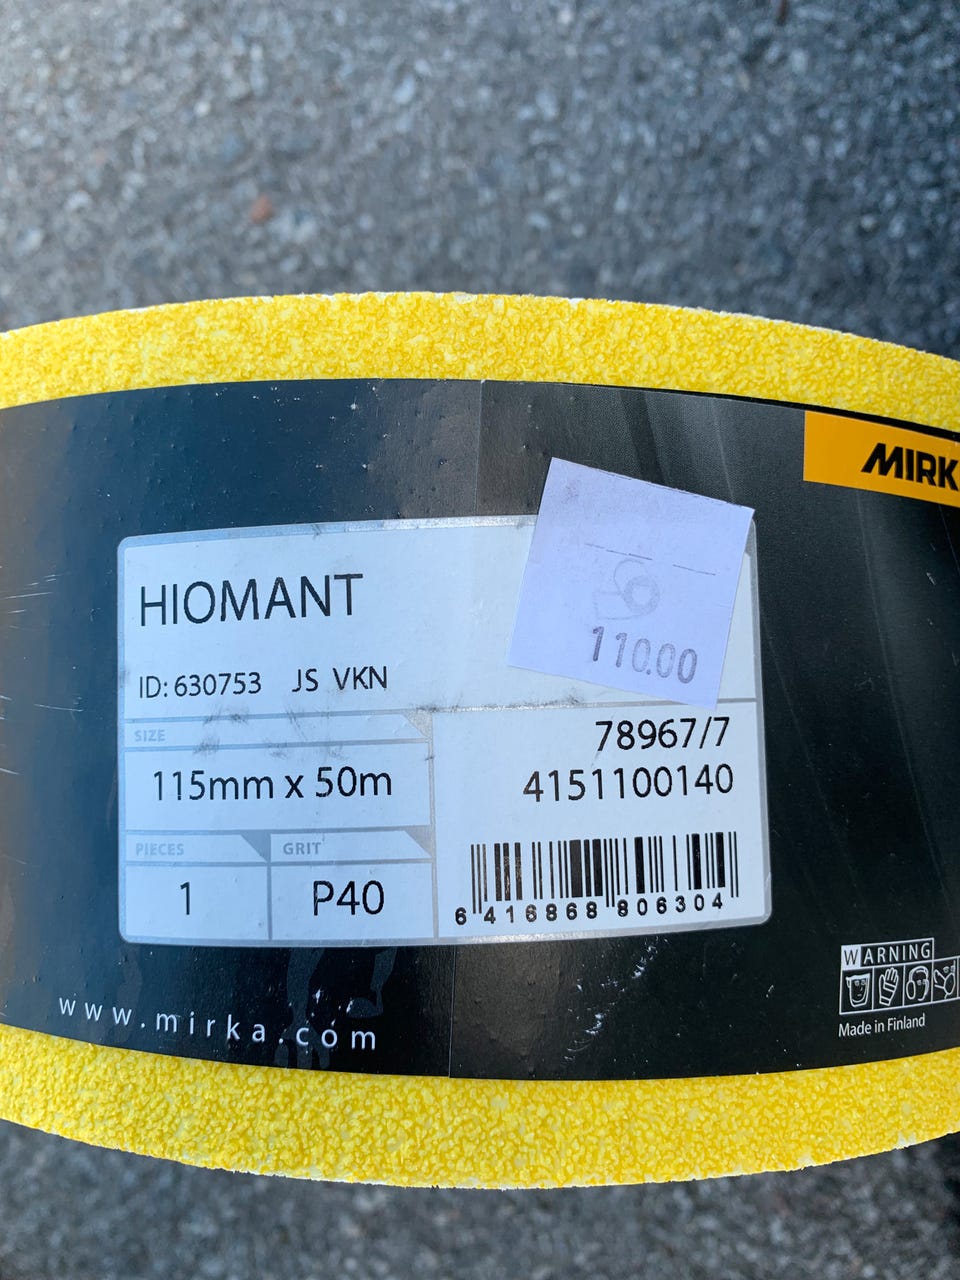 MIRK
HIOMANT
110.00
ID: 630753 JS VKN
SIZE
115mm x 50m
78967/7
4151100140
PIECES
GRIT
1
P40
6 416868 806304
WARNING
Made in Finland
www.mirka.com